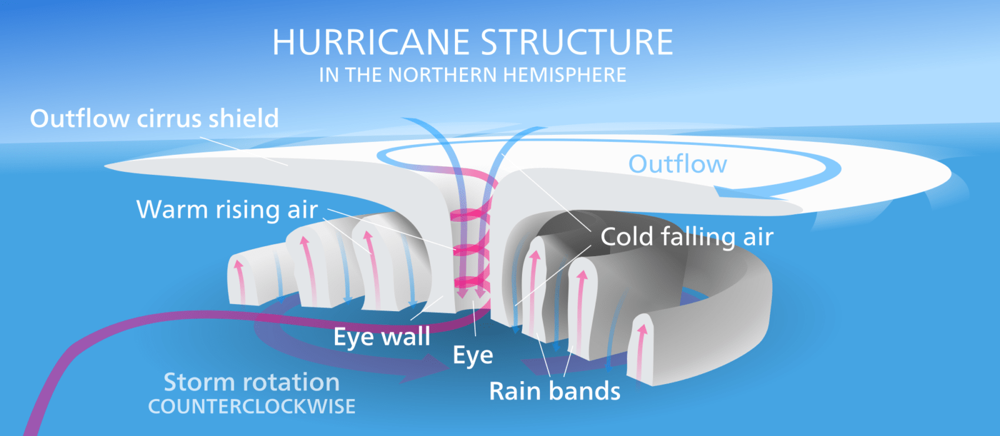 HURRICANE STRUCTURE
IN THE NORTHERN HEMISPHERE
Outflow cirrus shield
Outflow
Warm rising air
Cold falling air
Eye wall
Eye
Storm rotation
COUNTERCLOCKWISE
Rain bands